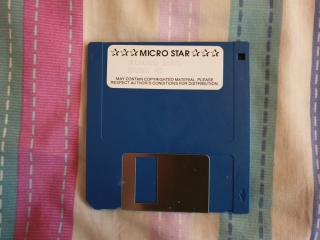 ☆☆☆ MICRO STAR ☆☆☆
MAY CONTAIN COPYRIGHTED MATERIAL. PLEASE
RESPECT AUTHOR'S CONDITIONS FOR DISTRIBUTION.